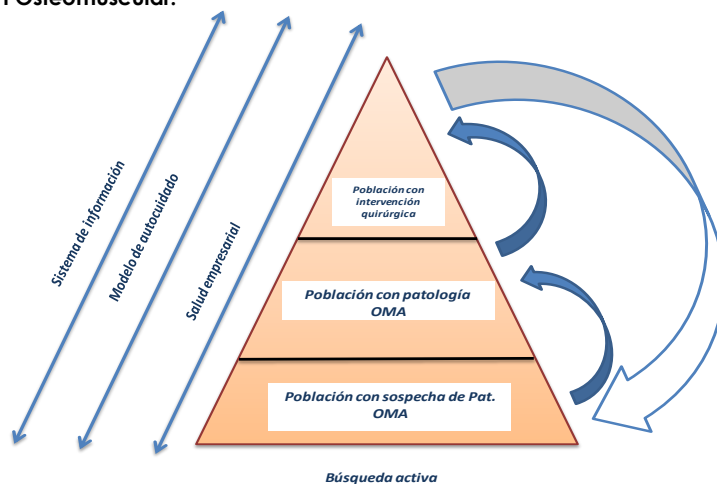 Osteomuscular.
Sistema de información
Modelo de autocuidado
Salud empresarial
Población con
intervención
quirúrgica
Población con patología
OMA
Población con sospecha de Pat.
OMA
Búsqueda activa